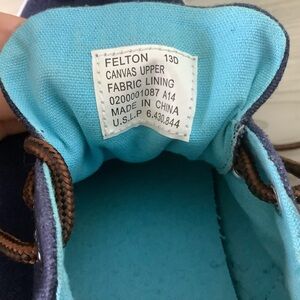 FELTON 13D
CANVAS UPPER
FABRIC LINING
0200001087 A14
MADE IN CHINA
U.S.L.P 6,430,844